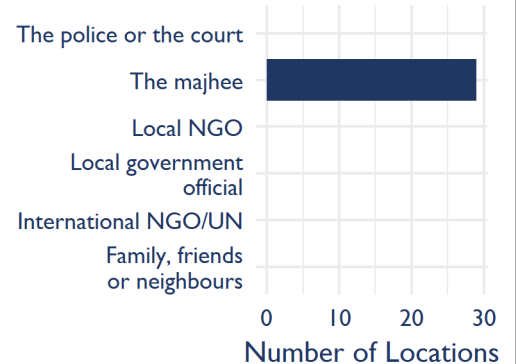 The police or the court
The majhee
Local NGO
Local government
official
International NGO/UN
Family, friends
or neighbours
0 10 20 30
Number of Locations